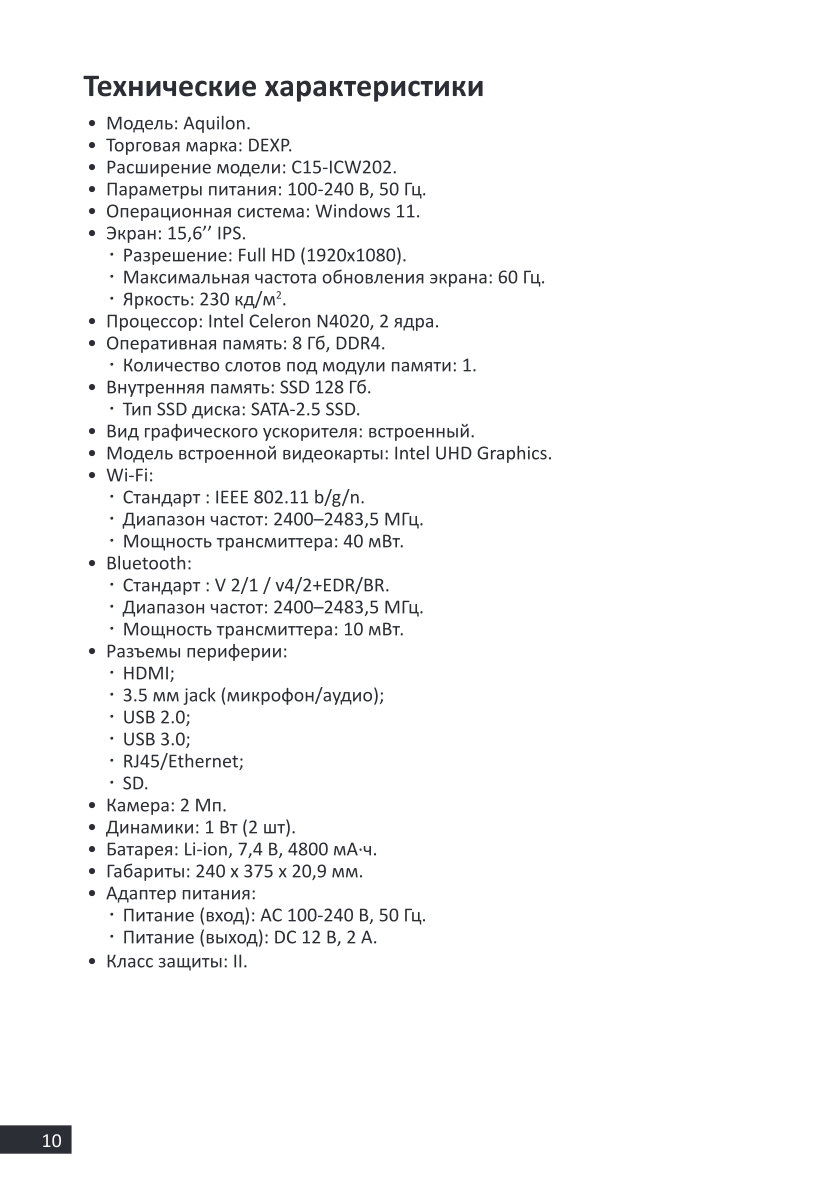 Технические характеристики
• Модель: Aquilon.
• Торговая марка: DEXP.
• Расширение модели: C15-ICW202.
• Параметры питания: 100-240 В, 50 Гц.
• Операционная система: Windows 11.
• Экран: 15,6’’ IPS.
· Разрешение: Full HD (1920x1080).
· Максимальная частота обновления экрана: 60 Гц.
· Яркость: 230 кд/м².
• Процессор: Intel Celeron N4020, 2 ядра.
• Оперативная память: 8 Гб, DDR4.
· Количество слотов под модули памяти: 1.
• Внутренняя память: SSD 128 Гб.
· Тип SSD диска: SATA-2.5 SSD.
• Вид графического ускорителя: встроенный.
• Модель встроенной видеокарты: Intel UHD Graphics.
• Wi-Fi:
· Стандарт : IEEE 802.11 b/g/n.
· Диапазон частот: 2400–2483,5 МГц.
· Мощность трансмиттера: 40 мВт.
• Bluetooth:
· Стандарт : V 2/1 / v4/2+EDR/BR.
· Диапазон частот: 2400–2483,5 МГц.
· Мощность трансмиттера: 10 мВт.
• Разъемы периферии:
· HDMI;
· 3.5 мм jack (микрофон/аудио);
· USB 2.0;
· USB 3.0;
· RJ45/Ethernet;
· SD.
• Камера: 2 Мп.
• Динамики: 1 Вт (2 шт).
• Батарея: Li-ion, 7,4 В, 4800 мА·ч.
• Габариты: 240 x 375 x 20,9 мм.
• Адаптер питания:
· Питание (вход): AC 100-240 В, 50 Гц.
· Питание (выход): DC 12 В, 2 А.
• Класс защиты: II.
10